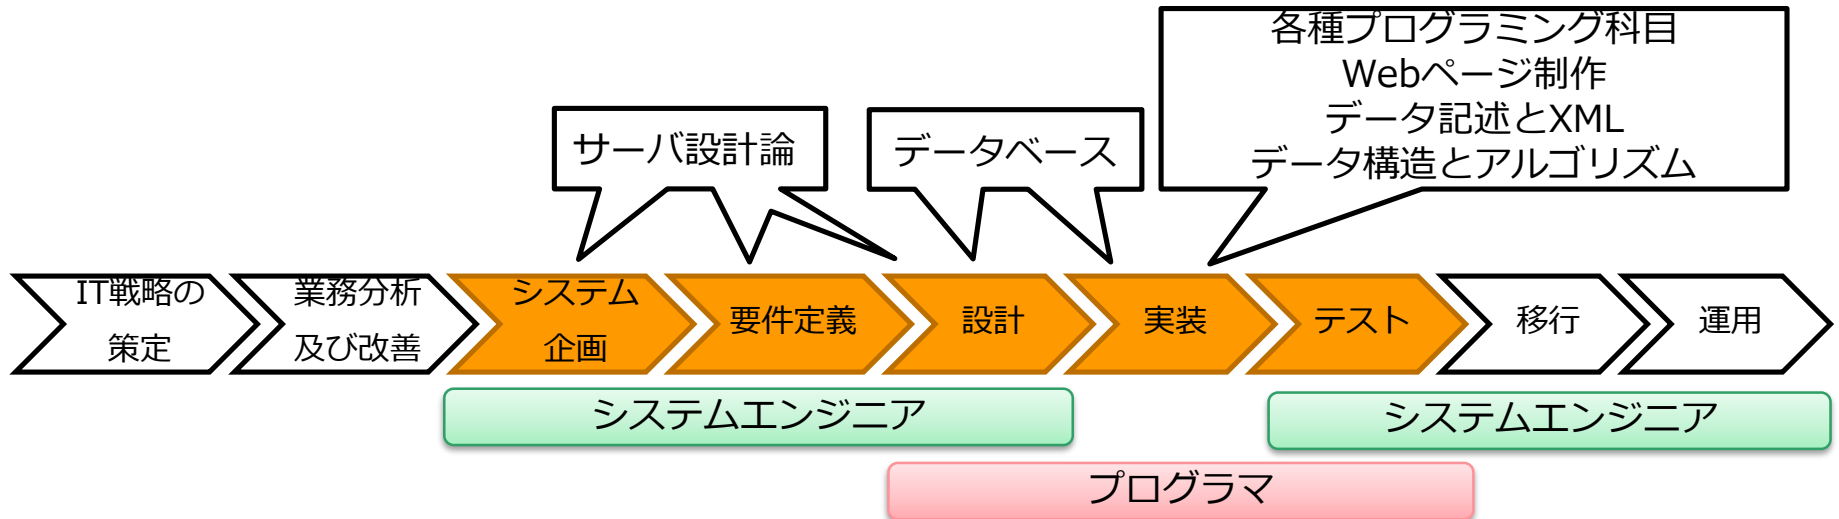 各種プログラミング科目
Webページ制作
データ記述とXML
データ構造とアルゴリズム
サーバ設計論
データベース
IT戦略の
策定
業務分析
及び改善
システム
企画
要件定義
設計
実装
テスト
移行
運用
システムエンジニア
システムエンジニア
プログラマ